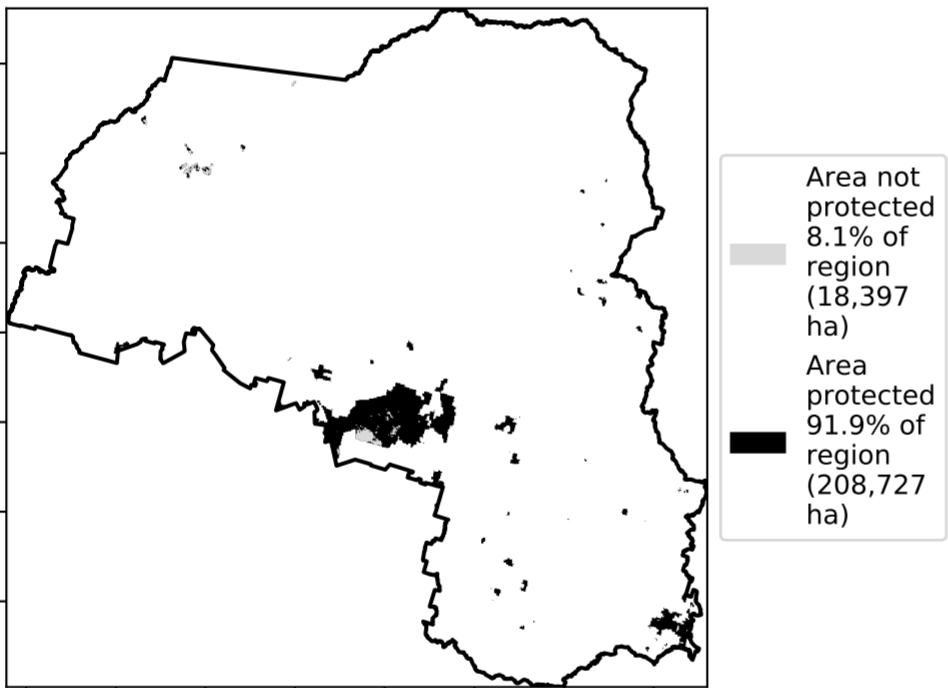 Area not
protected
8.1% of
region
(18,397
ha)
Area
protected
91.9% of
region
(208,727
ha)